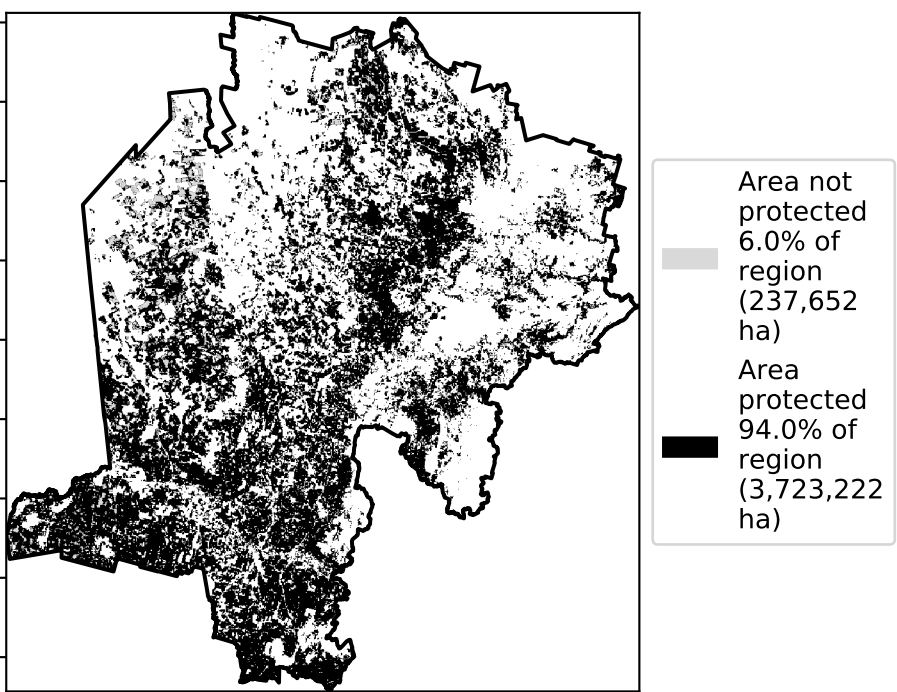 Area not
protected
6.0% of
region
(237,652
ha)
Area
protected
94.0% of
region
(3,723,222
ha)